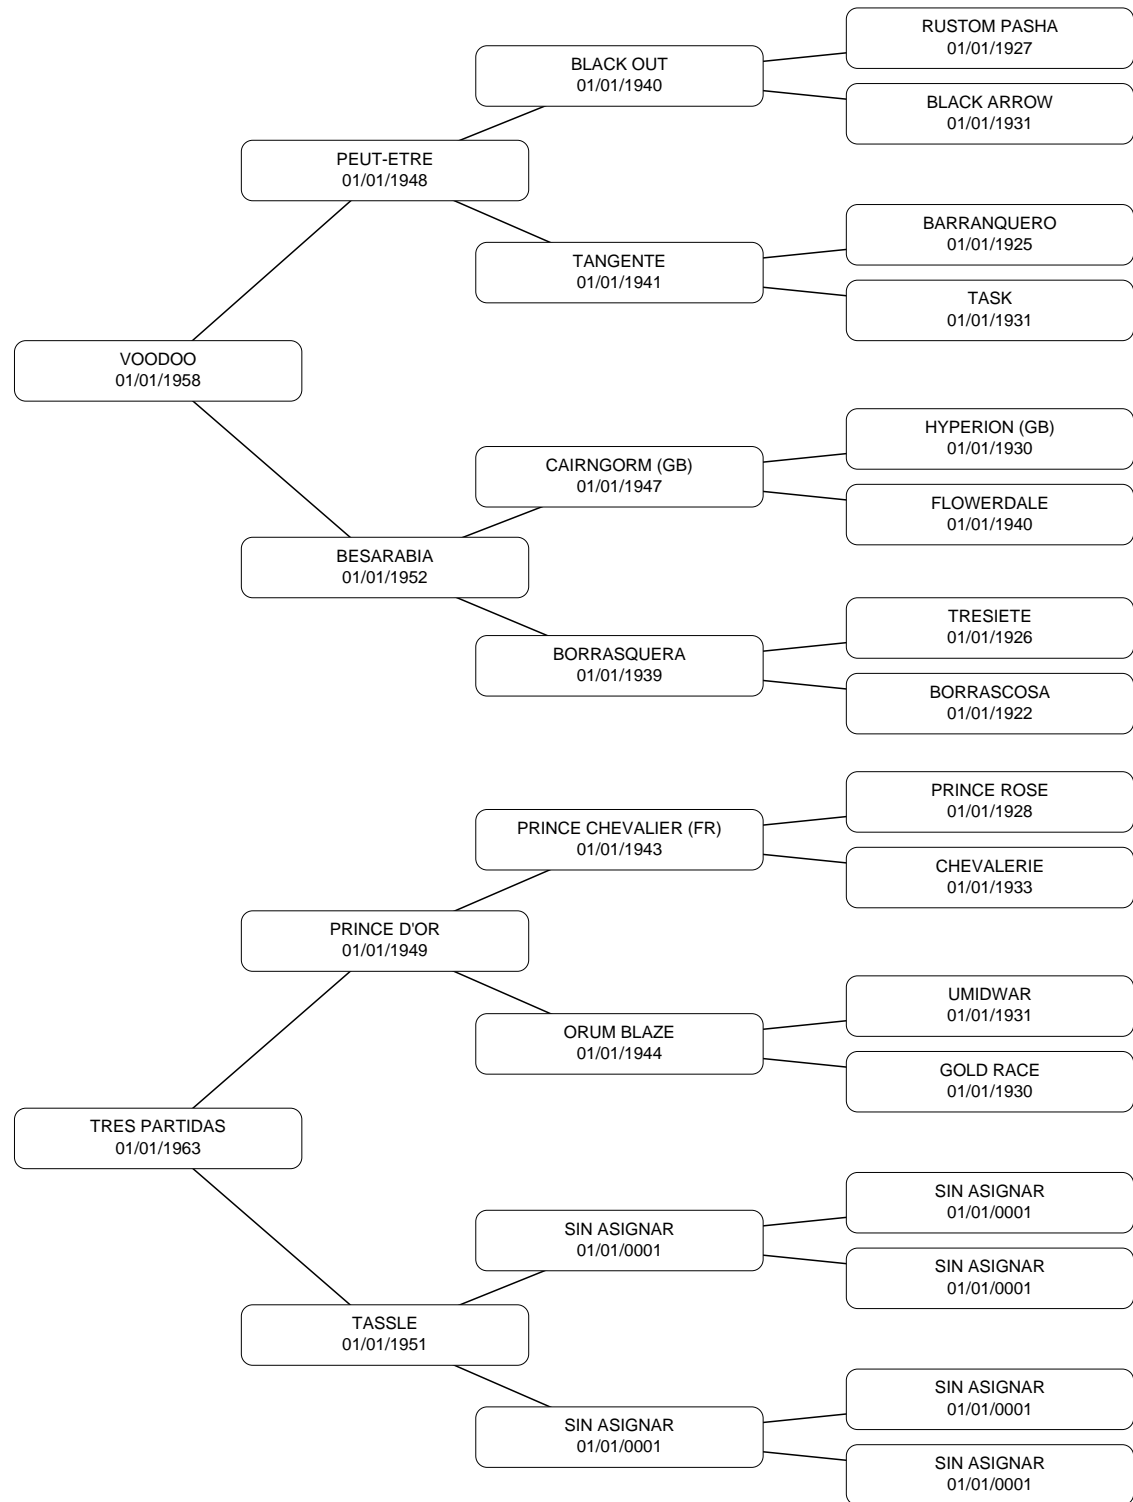 RUSTOM PASHA
01/01/1927
BLACK OUT
01/01/1940
BLACK ARROW
01/01/1931
PEUT-ETRE
01/01/1948
BARRANQUERO
01/01/1925
TANGENTE
01/01/1941
TASK
01/01/1931
VOODOO
01/01/1958
HYPERION (GB)
01/01/1930
CAIRNGORM (GB)
01/01/1947
FLOWERDALE
01/01/1940
BESARABIA
01/01/1952
TRESIETE
01/01/1926
BORRASQUERA
01/01/1939
BORRASCOSA
01/01/1922
PRINCE ROSE
01/01/1928
PRINCE CHEVALIER (FR)
01/01/1943
CHEVALERIE
01/01/1933
PRINCE D'OR
01/01/1949
UMIDWAR
01/01/1931
ORUM BLAZE
01/01/1944
GOLD RACE
01/01/1930
TRES PARTIDAS
01/01/1963
SIN ASIGNAR
01/01/0001
SIN ASIGNAR
01/01/0001
SIN ASIGNAR
01/01/0001
TASSLE
01/01/1951
SIN ASIGNAR
01/01/0001
SIN ASIGNAR
01/01/0001
SIN ASIGNAR
01/01/0001